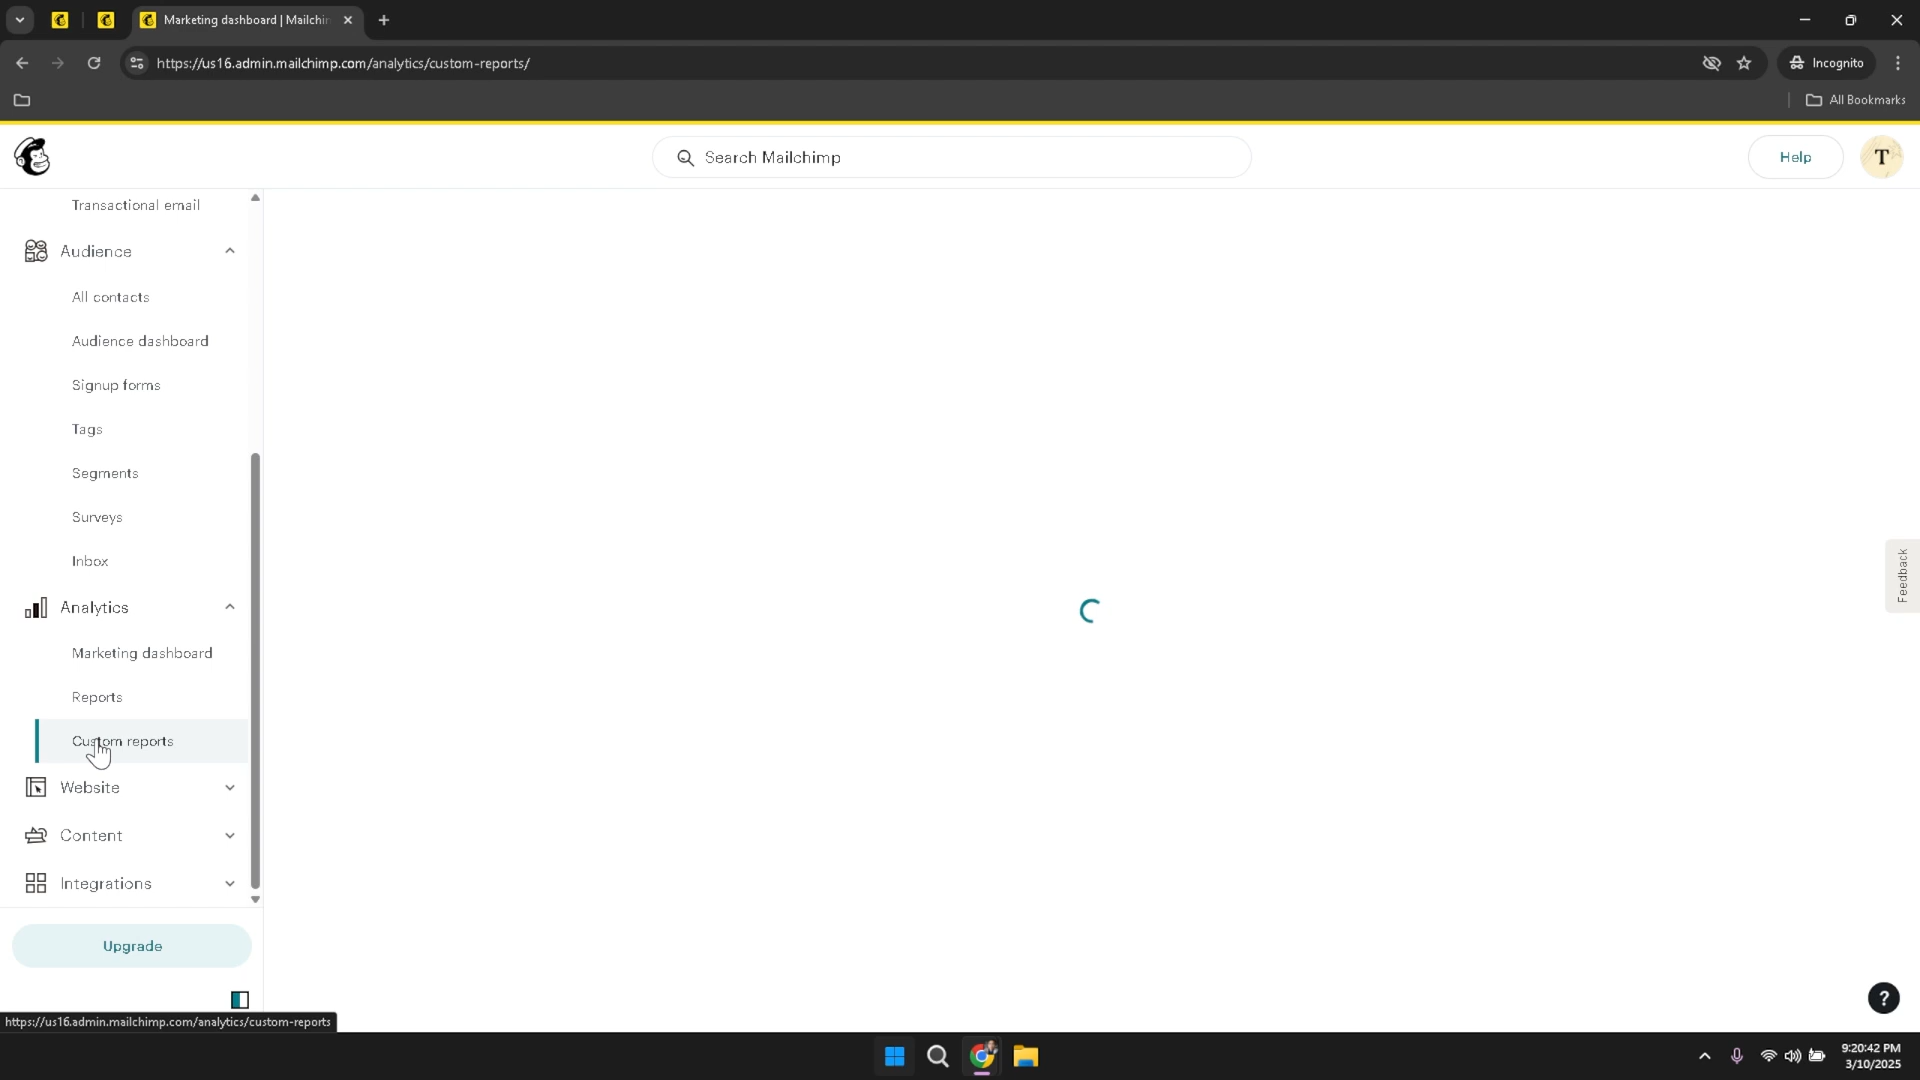 Marketing dashboard | Mailchin
https://us16.admin.mailchimp.com/analytics/custom-reports/
Incognito
All Bookmarks
Search Mailchimp
Help
T
Transactional email
Audience
All contacts
Audience dashboard
Signup forms
Tags
Segments
Surveys
Inbox
Analytics
Marketing dashboard
Reports
Custom reports
Website
Content
Integrations
Upgrade
Feedback
?
https://us16.admin.mailchimp.com/analytics/custom-reports
9:20:42 PM
3/10/2025